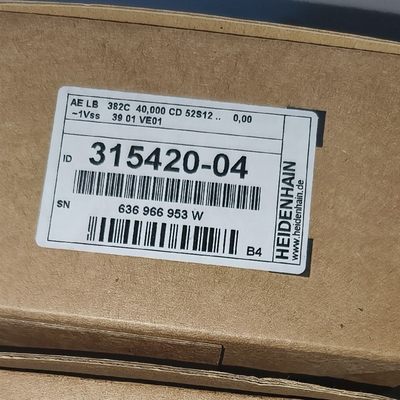 AE LB 382C 40,000 CD 52S12 .. 0,00
~1Vss 39 01 VE01
ID 315420-04
SN 636 966 953 W
B4
HEIDENHAIN
www.heidenhain.de